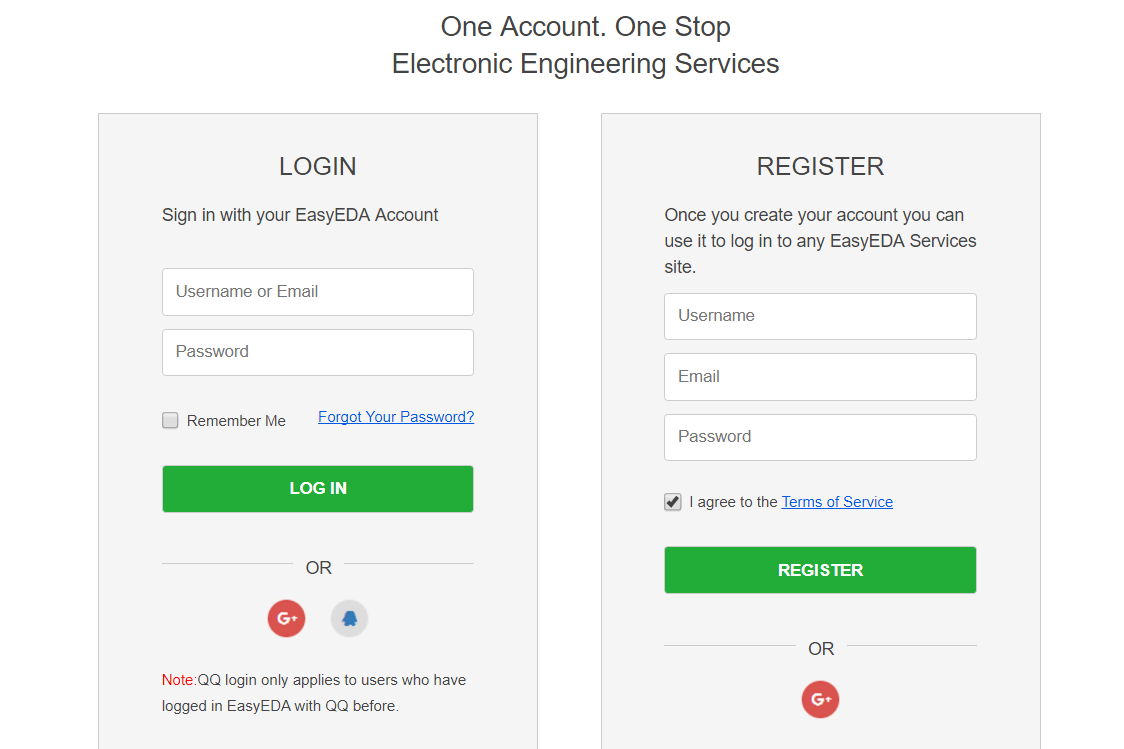 One Account. One Stop
Electronic Engineering Services
LOGIN
Sign in with your EasyEDA Account
Username or Email
Password
Remember Me
Forgot Your Password?
LOG IN
OR
G+
Note:QQ login only applies to users who have
logged in EasyEDA with QQ before.
REGISTER
Once you create your account you can
use it to log in to any EasyEDA Services
site.
Username
Email
Password
I agree to the Terms of Service
REGISTER
OR
G+